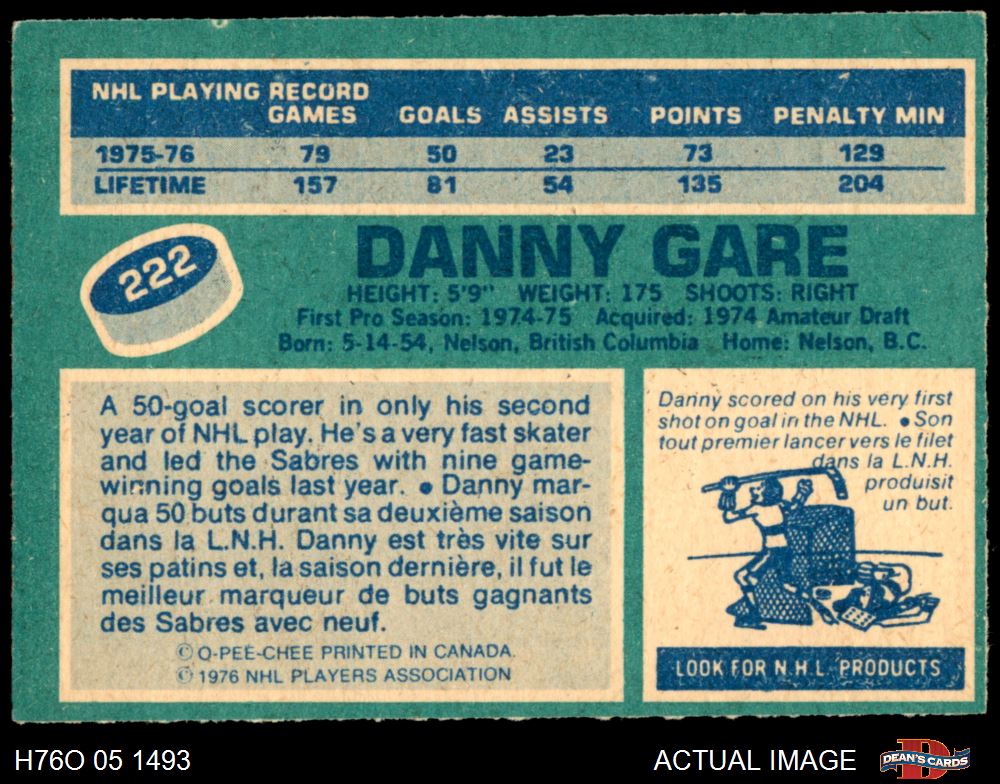 NHL PLAYING RECORD
GAMES GOALS ASSISTS POINTS PENALTY MIN
1975-76 79 50 23 73 129
LIFETIME 157 81 54 135 204
222
DANNY GARE
HEIGHT: 5'9" WEIGHT: 175 SHOOTS: RIGHT
First Pro Season: 1974-75 Acquired: 1974 Amateur Draft
Born: 5-14-54, Nelson, British Columbia Home: Nelson, B.C.
A 50-goal scorer in only his second
year of NHL play. He's a very fast skater
and led the Sabres with nine game-
winning goals last year. ● Danny mar-
qua 50 buts durant sa deuxième saison
dans la L.N.H. Danny est très vite sur
ses patins et, la saison dernière, il fut le
meilleur marqueur de buts gagnants
des Sabres avec neuf.
© O-PEE-CHEE PRINTED IN CANADA.
© 1976 NHL PLAYERS ASSOCIATION
Danny scored on his very first
shot on goal in the NHL. ● Son
tout premier lancer vers le filet
dans la L.N.H.
produisit
un but.
LOOK FOR N.H.L. PRODUCTS
H76O 05 1493
ACTUAL IMAGE
DEAN'S CARDS